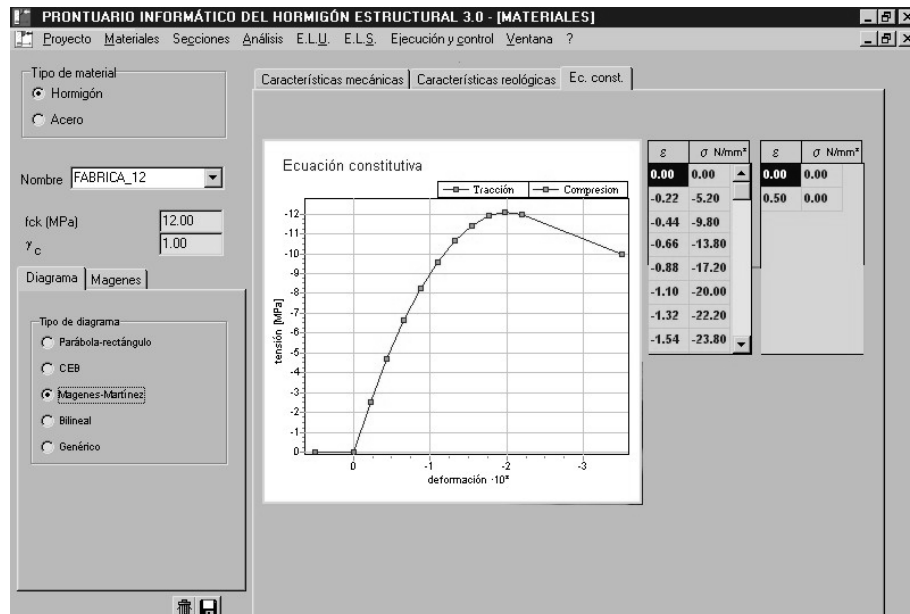 PRONTUARIO INFORMÁTICO DEL HORMIGÓN ESTRUCTURAL 3.0 - [MATERIALES]
Proyecto Materiales Secciones Análisis E.L.U. E.L.S. Ejecución y control Ventana ?
Tipo de material
Hormigón
Acero
Nombre FABRICA_12
fck (MPa) 12.00
γc 1.00
Diagrama Magenes
Tipo de diagrama
Parábola-rectángulo
CEB
Magenes-Martínez
Bilineal
Genérico
Características mecánicas Características reológicas Ec. const.
Ecuación constitutiva
Tracción Compresion
-12
-11
-10
-9
-8
-7
-6
-5
-4
-3
-2
-1
0
tensión [MPa]
0 -1 -2 -3
deformación ·10³
ε σ N/mm²
0.00 0.00
-0.22 -5.20
-0.44 -9.80
-0.66 -13.80
-0.88 -17.20
-1.10 -20.00
-1.32 -22.20
-1.54 -23.80
ε σ N/mm²
0.00 0.00
0.50 0.00